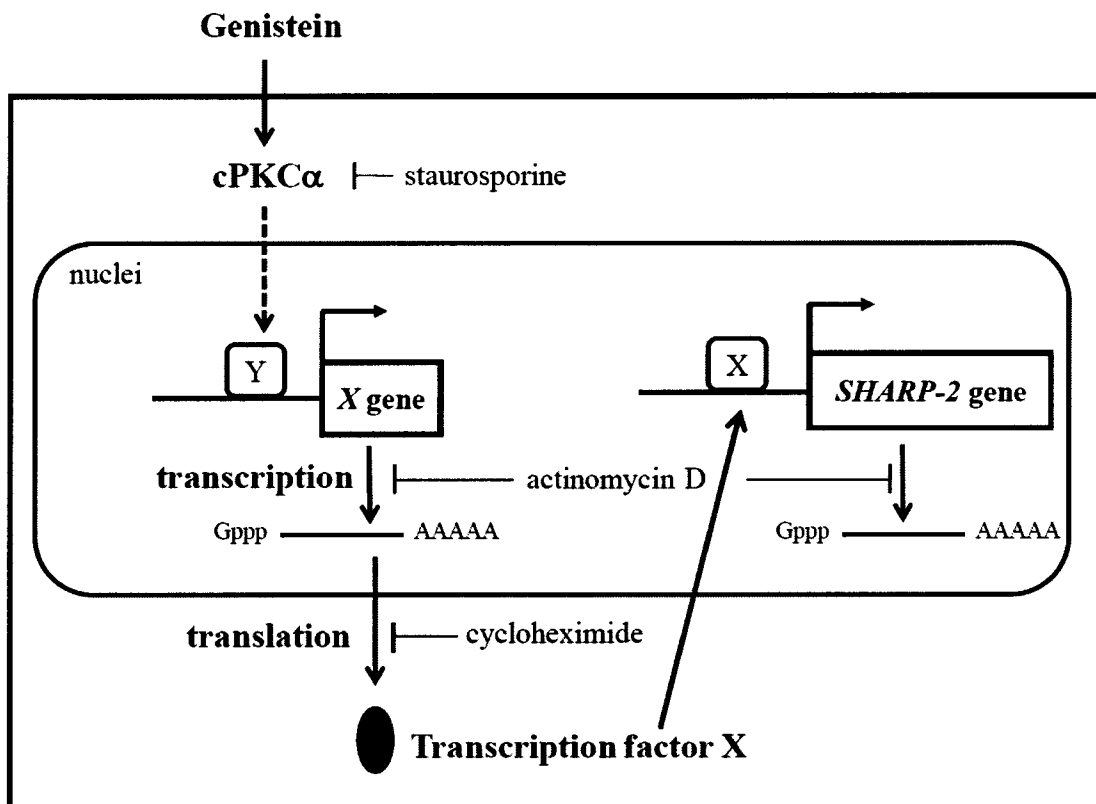 Genistein
cPKCα
staurosporine
nuclei
Y
X gene
X
SHARP-2 gene
transcription
actinomycin D
Gppp
AAAAA
Gppp
AAAAA
translation
cycloheximide
Transcription factor X